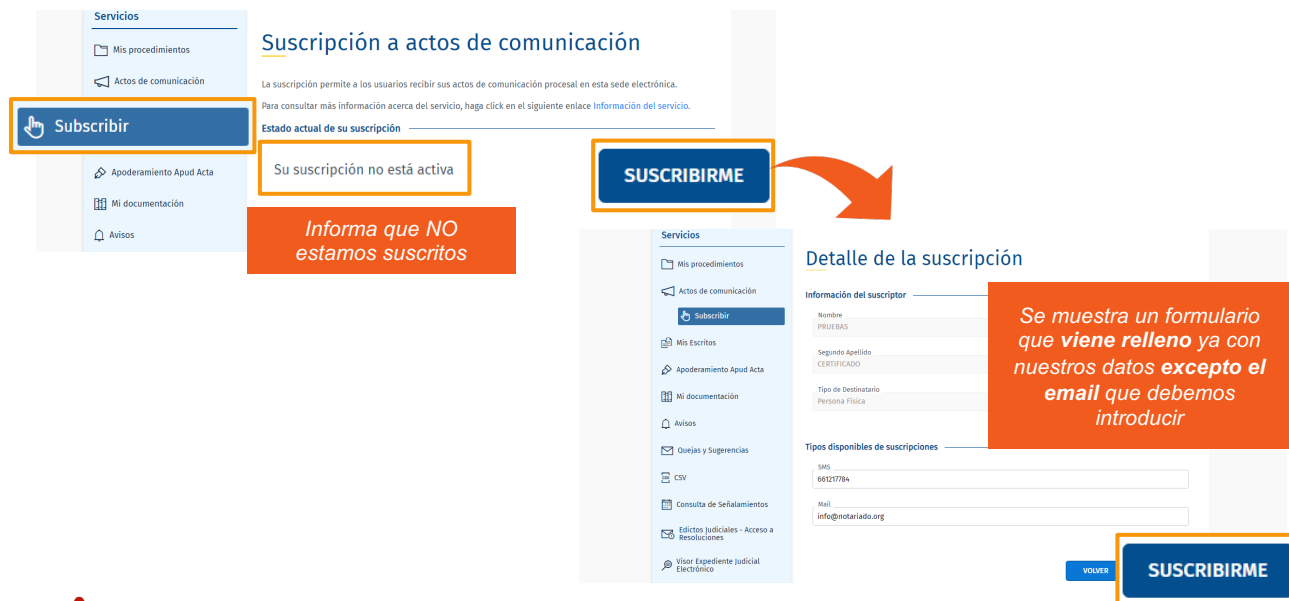 Servicios
Mis procedimientos
Actos de comunicación
Subscribir
Apoderamiento Apud Acta
Mi documentación
Avisos
Suscripción a actos de comunicación
La suscripción permite a los usuarios recibir sus actos de comunicación procesal en esta sede electrónica.
Para consultar más información acerca del servicio, haga click en el siguiente enlace Información del servicio.
Estado actual de su suscripción
Su suscripción no está activa
SUSCRIBIRME
Informa que NO
estamos suscritos
Servicios
Mis procedimientos
Actos de comunicación
Subscribir
Mis Escritos
Apoderamiento Apud Acta
Mi documentación
Avisos
Quejas y Sugerencias
CSV
Consulta de Señalamientos
Edictos Judiciales - Acceso a
Resoluciones
Visor Expediente Judicial
Electrónico
Detalle de la suscripción
Información del suscriptor
Nombre
PRUEBAS
Segundo Apellido
CERTIFICADO
Tipo de Destinatario
Persona Física
Se muestra un formulario
que viene relleno ya con
nuestros datos excepto el
email que debemos
introducir
Tipos disponibles de suscripciones
SMS
661217784
Mail
info@notariado.org
VOLVER
SUSCRIBIRME